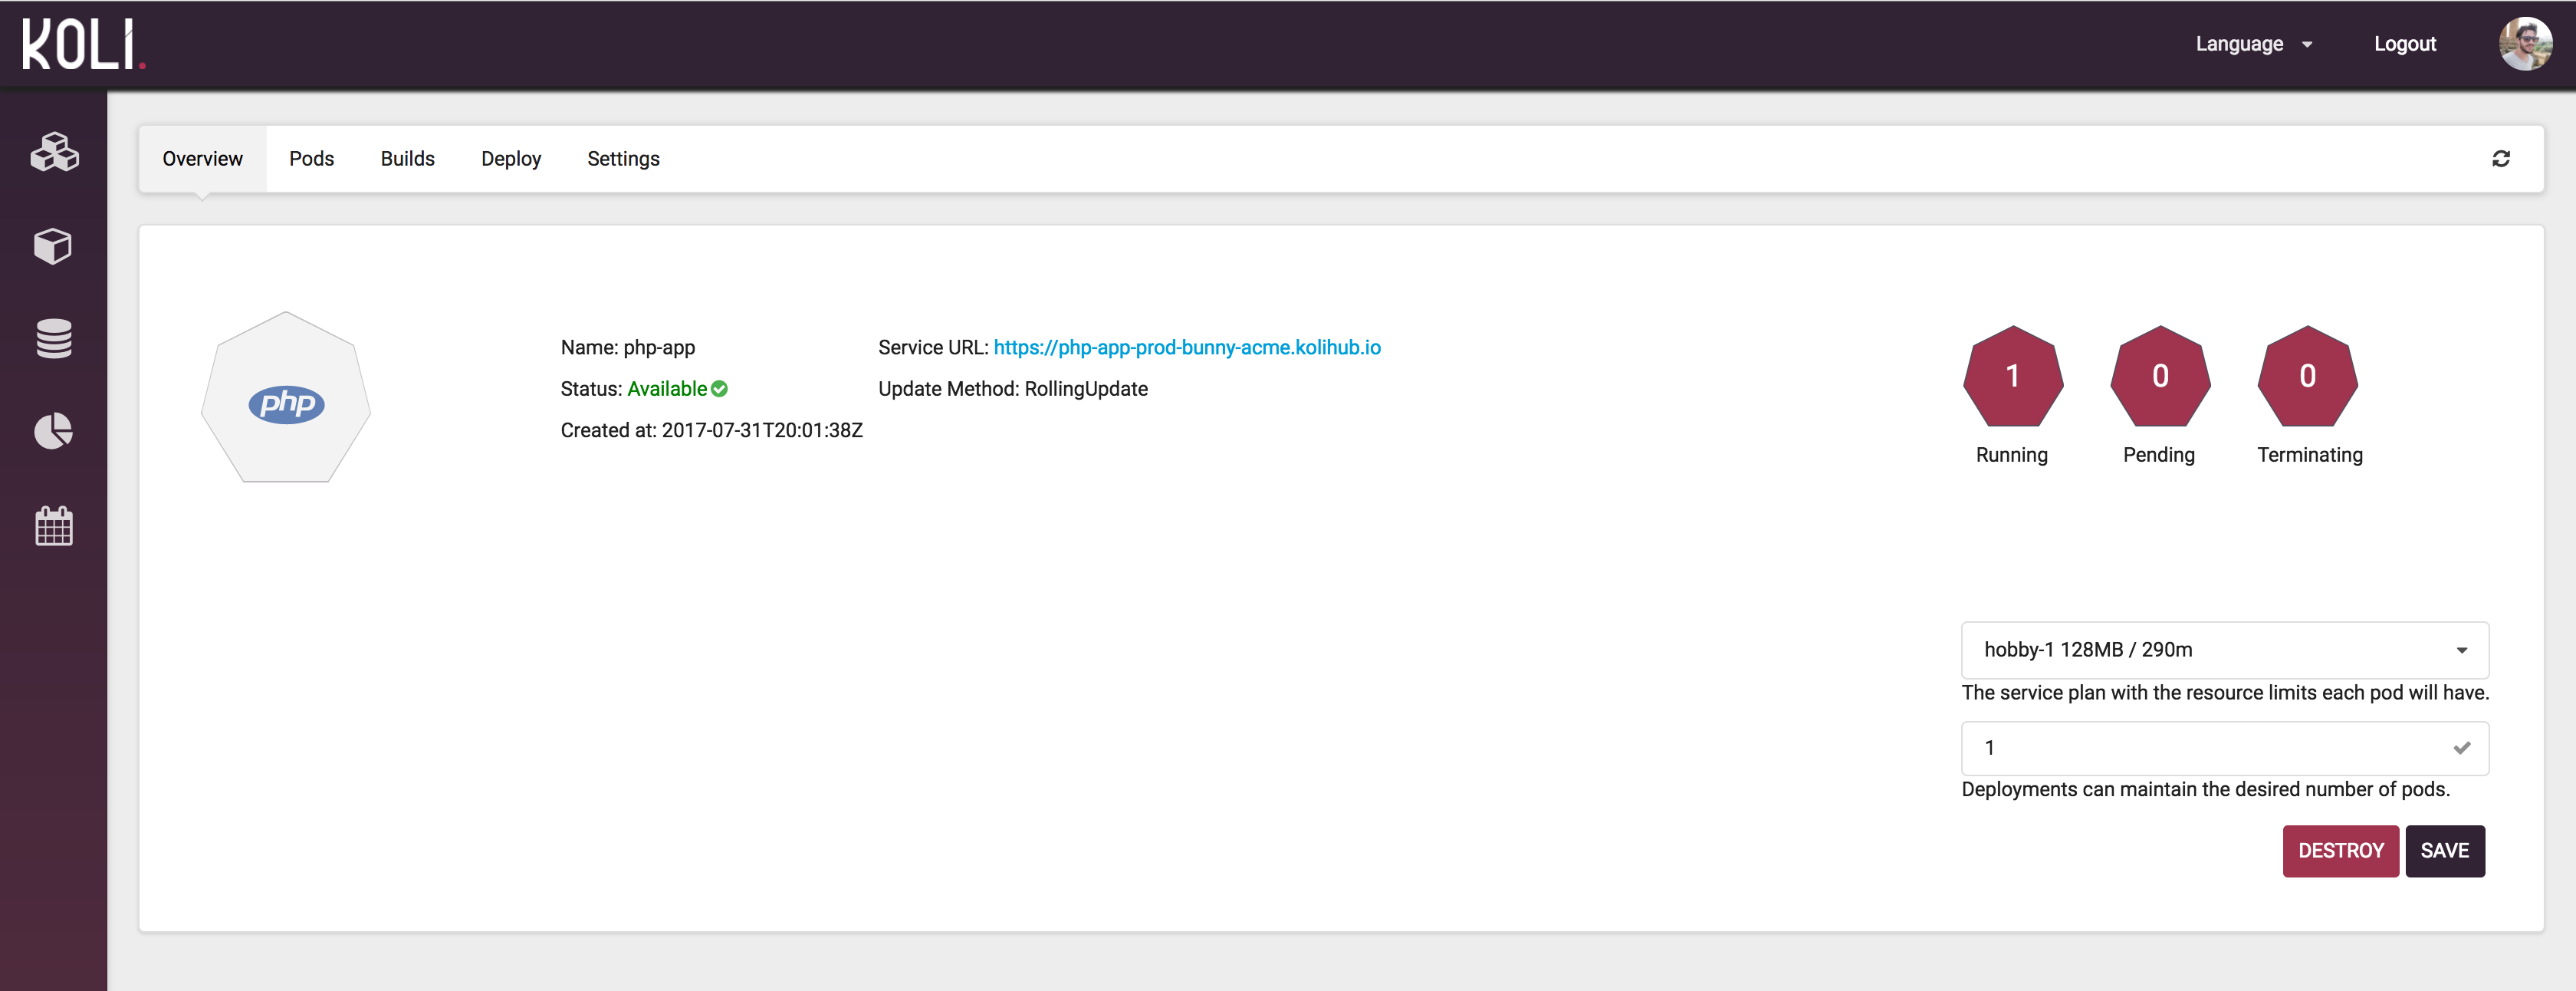 KOLI.
Language
Logout
Overview
Pods
Builds
Deploy
Settings
php
Name: php-app
Status: Available
Created at: 2017-07-31T20:01:38Z
Service URL: https://php-app-prod-bunny-acme.kolihub.io
Update Method: RollingUpdate
1
0
0
Running
Pending
Terminating
hobby-1 128MB / 290m
The service plan with the resource limits each pod will have.
1
Deployments can maintain the desired number of pods.
DESTROY
SAVE